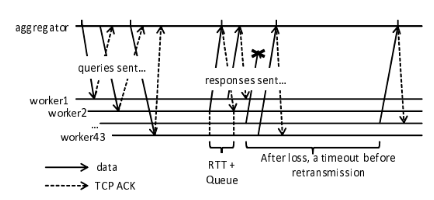 aggregator
queries sent...
responses sent...
worker1
worker2
...
worker43
data
TCP ACK
RTT +
Queue
After loss, a timeout before
retransmission